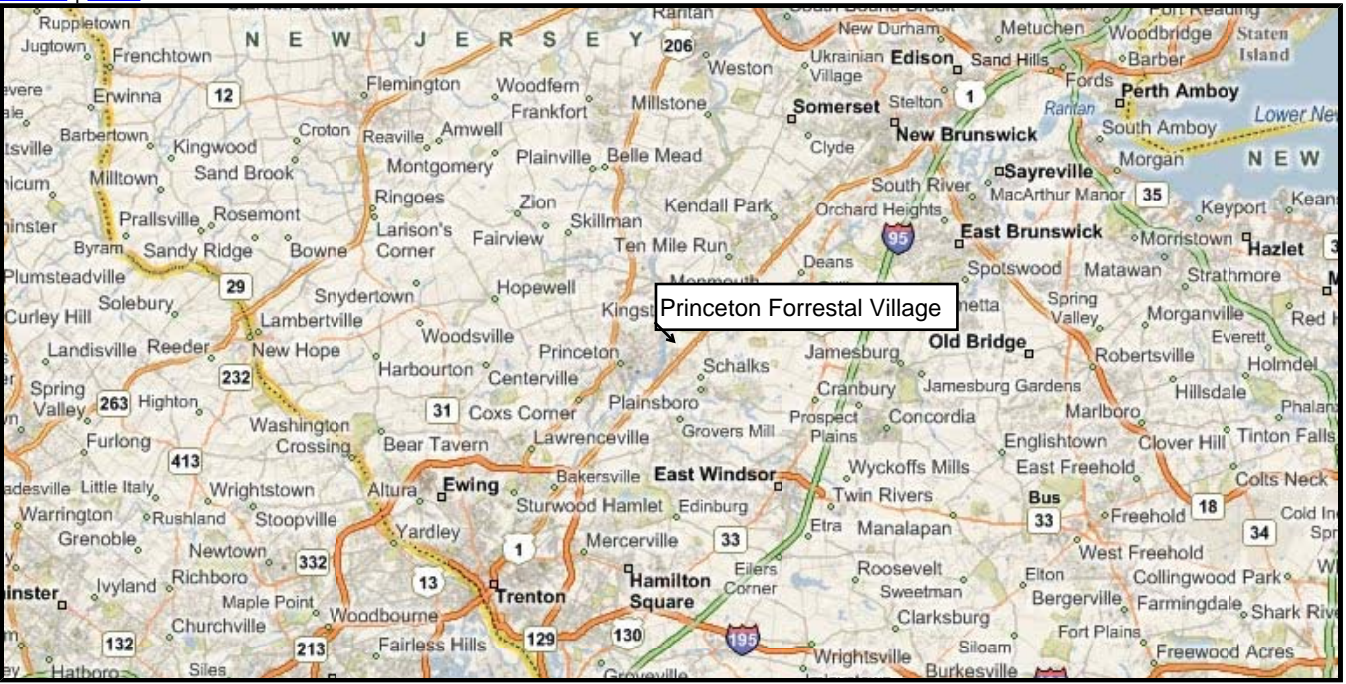 Ruppletown
Raritan
New Durham
Metuchen
Port Reading
Jugtown
NEW JERSEY
206
Woodbridge
Staten
Island
Frenchtown
Weston
Ukrainian
Village
Edison
Sand Hills
Barber
Erwinna
12
Flemington
Woodfern
Frankfort
Millstone
Somerset
Stelton
1
Fords
Perth Amboy
Raritan
Lower New
Barbertown
Kingwood
Croton
Reaville
Amwell
Clyde
New Brunswick
South Amboy
Sand Brook
Montgomery
Plainville
Belle Mead
Morgan
NEW
Milltown
Ringoes
Zion
South River
Sayreville
MacArthur Manor
35
Prallsville
Rosemont
Larison's
Corner
Skillman
Kendall Park
Orchard Heights
Keyport
Byram
Sandy Ridge
Bowne
Fairview
Ten Mile Run
95
East Brunswick
Morristown
Hazlet
Plumsteadville
29
Hopewell
Monmouth
Deans
Spotswood
Matawan
Strathmore
Solebury
Snydertown
Princeton Forrestal Village
Spring
Valley
Morganville
Curley Hill
Lambertville
Woodsville
Old Bridge
Everett
Landisville
Reeder
New Hope
Princeton
Schalks
Jamesburg
Robertsville
Holmdel
232
Harbourton
Centerville
Cranbury
Jamesburg Gardens
Hillsdale
Spring
Valley
263
Highton
31
Coxs Corner
Plainsboro
Prospect
Plains
Concordia
Marlboro
Furlong
Washington
Crossing
Bear Tavern
Lawrenceville
Grovers Mill
Englishtown
Clover Hill
Tinton Falls
413
Bakersville
East Windsor
Wyckoffs Mills
East Freehold
Colts Neck
Little Italy
Wrightstown
Altura
Ewing
Sturwood Hamlet
Edinburg
Twin Rivers
Bus
33
18
Warrington
Rushland
Stoopville
Yardley
1
Mercerville
33
Etra
Manalapan
Freehold
34
Grenoble
Newtown
332
West Freehold
Ivyland
Richboro
13
Hamilton
Square
Eilers
Corner
Roosevelt
Elton
Collingwood Park
Maple Point
Trenton
Sweetman
Bergerville
Farmingdale
Churchville
Woodbourne
Clarksburg
132
213
Fairless Hills
129
130
195
Wrightsville
Siloam
Fort Plains
Freewood Acres
Hatboro
Siles
Groveville
Burkesville